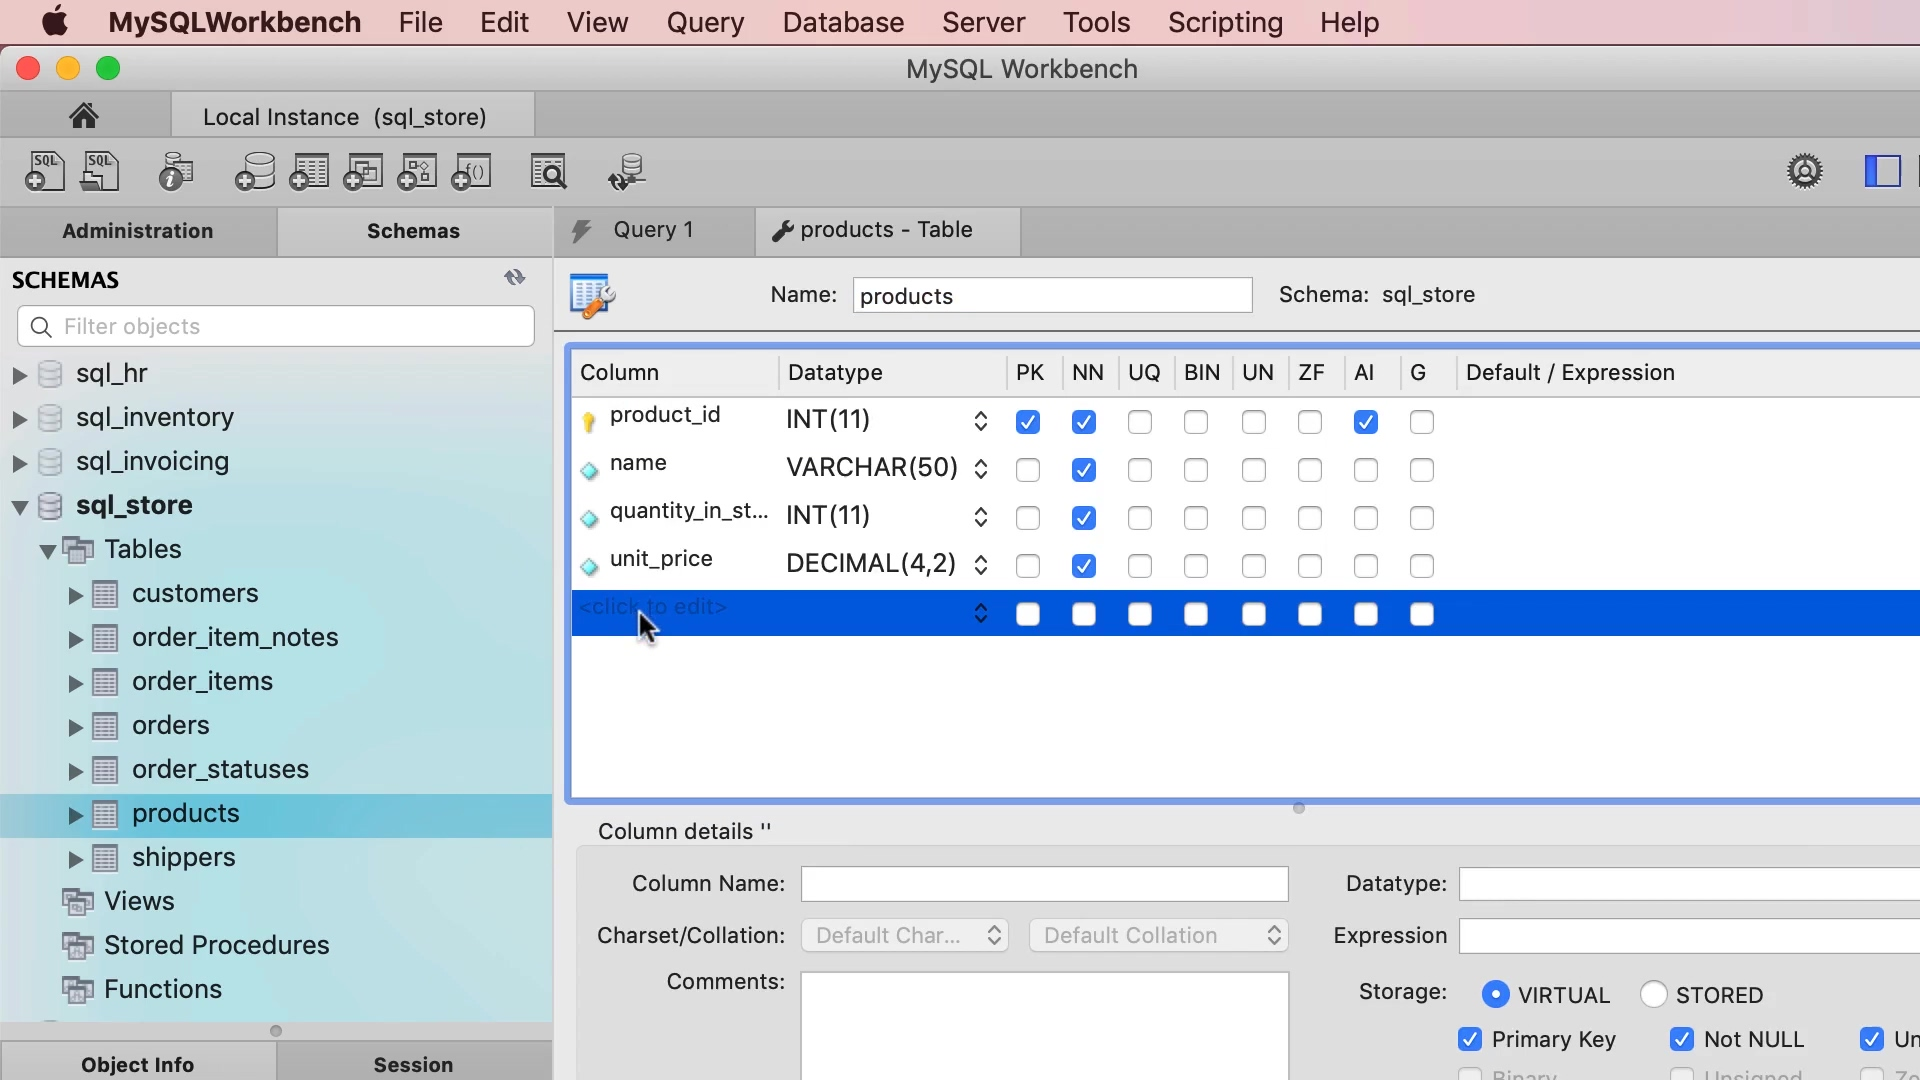 MySQLWorkbench File Edit View Query Database Server Tools Scripting Help
MySQL Workbench
Local Instance (sql_store)
SQL SQL
f()
Administration Schemas
Query 1 products - Table
SCHEMAS
Name: products Schema: sql_store
Filter objects
sql_hr
sql_inventory
sql_invoicing
sql_store
Tables
customers
order_item_notes
order_items
orders
order_statuses
products
shippers
Views
Stored Procedures
Functions
Object Info Session
Column Datatype PK NN UQ BIN UN ZF AI G Default / Expression
product_id INT(11)
name VARCHAR(50)
quantity_in_st... INT(11)
unit_price DECIMAL(4,2)
<click to edit>
Column details ''
Column Name: Datatype:
Charset/Collation: Default Char... Default Collation Expression
Comments: Storage: VIRTUAL STORED
Primary Key Not NULL Un
Binary Unsigned Ze